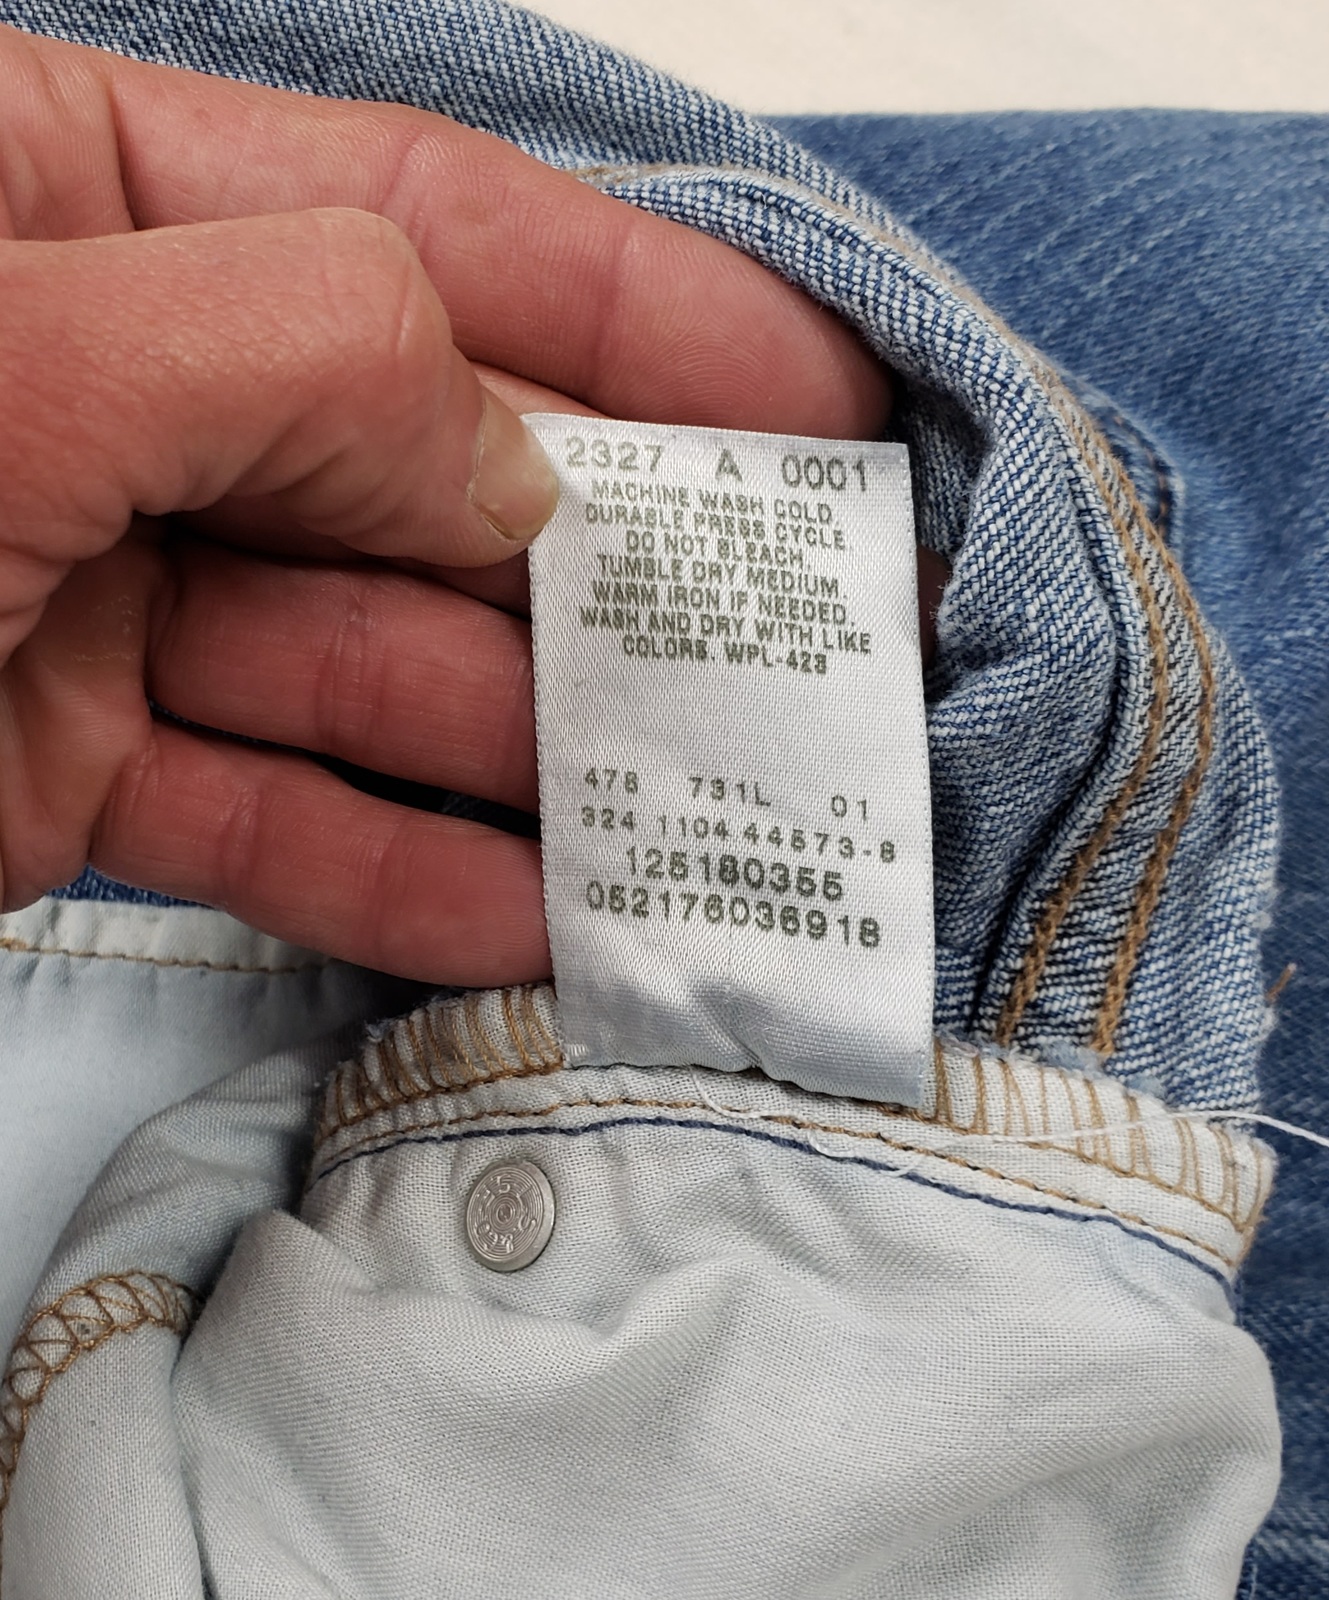 2327 A 0001
MACHINE WASH COLD,
DURABLE PRESS CYCLE.
DO NOT BLEACH.
TUMBLE DRY MEDIUM.
WARM IRON IF NEEDED.
WASH AND DRY WITH LIKE
COLORS. WPL-423
478 731L 01
324 1104 44573-8
125180355
052176036918